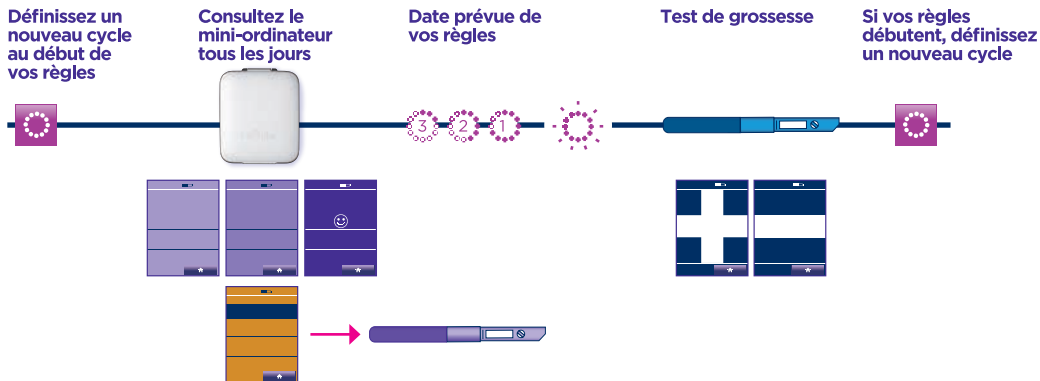 Définissez un
nouveau cycle
au début de
vos règles
Consultez le
mini-ordinateur
tous les jours
Date prévue de
vos règles
Test de grossesse
Si vos règles
débutent, définissez
un nouveau cycle
3 2 1